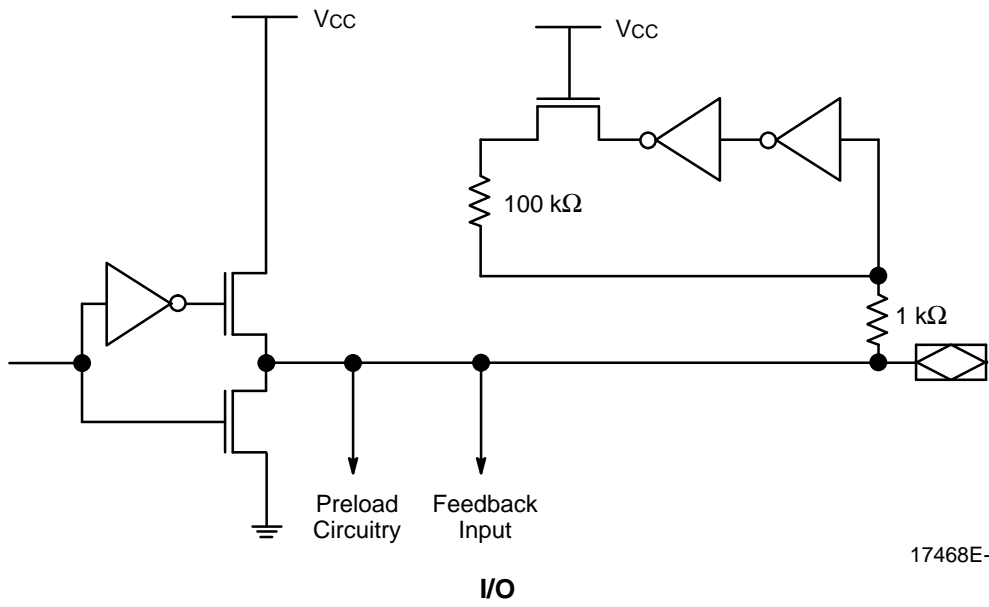 VCC
VCC
100 kΩ
1 kΩ
Preload
Circuitry
Feedback
Input
17468E-
I/O